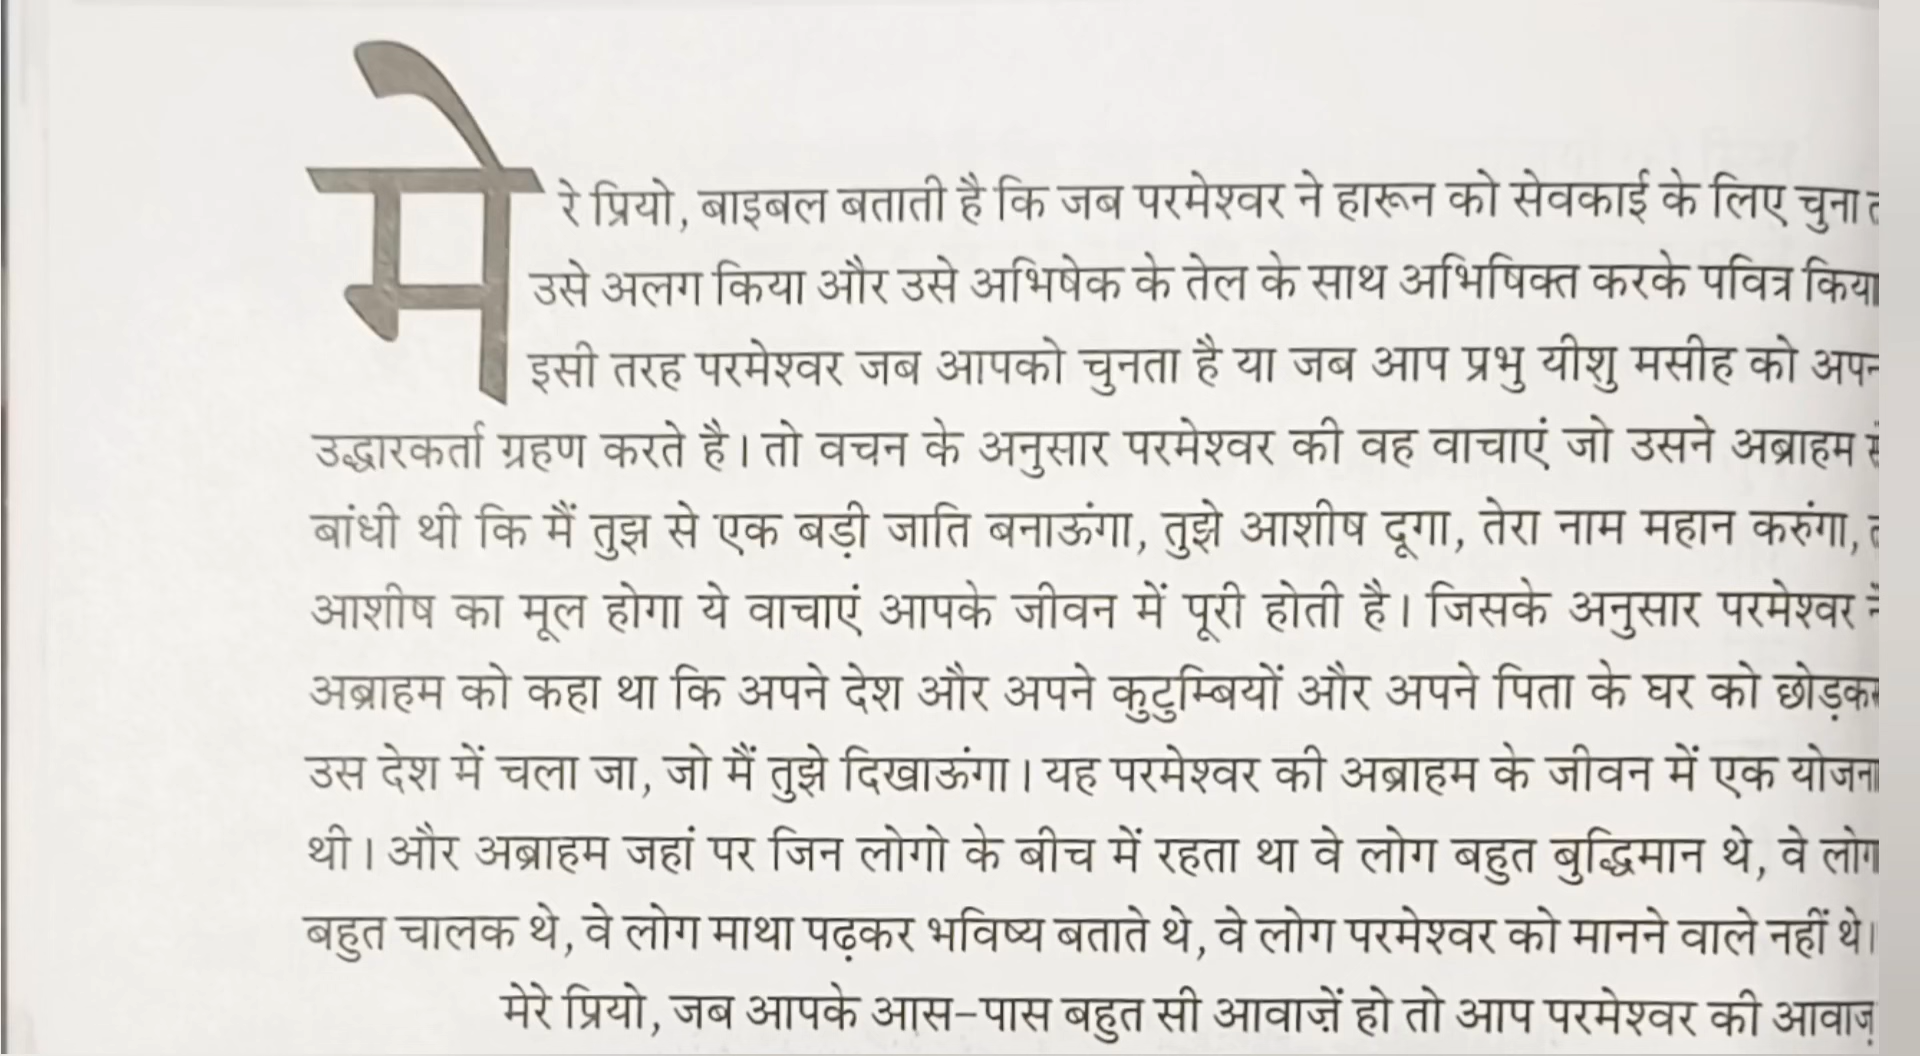 मेरे प्रियो, बाइबल बताती है कि जब परमेश्वर ने हारून को सेवकाई के लिए चुना
उसे अलग किया और उसे अभिषेक के तेल के साथ अभिषिक्त करके पवित्र किया
इसी तरह परमेश्वर जब आपको चुनता है या जब आप प्रभु यीशु मसीह को
उद्धारकर्ता ग्रहण करते है। तो वचन के अनुसार परमेश्वर की वह वाचाएं जो उसने अब्राहम
बांधी थी कि मैं तुझ से एक बड़ी जाति बनाऊंगा, तुझे आशीष दूगा, तेरा नाम महान करुंगा,
आशीष का मूल होगा ये वाचाएं आपके जीवन में पूरी होती है। जिसके अनुसार परमेश्वर
अब्राहम को कहा था कि अपने देश और अपने कुटुम्बियों और अपने पिता के घर को छोड़कर
उस देश में चला जा, जो मैं तुझे दिखाऊंगा। यह परमेश्वर की अब्राहम के जीवन में एक योजना
थी। और अब्राहम जहां पर जिन लोगो के बीच में रहता था वे लोग बहुत बुद्धिमान थे, वे लोग
बहुत चालक थे, वे लोग माथा पढ़कर भविष्य बताते थे, वे लोग परमेश्वर को मानने वाले नहीं थे।
मेरे प्रियो, जब आपके आस-पास बहुत सी आवाज़ें हो तो आप परमेश्वर की आवाज़